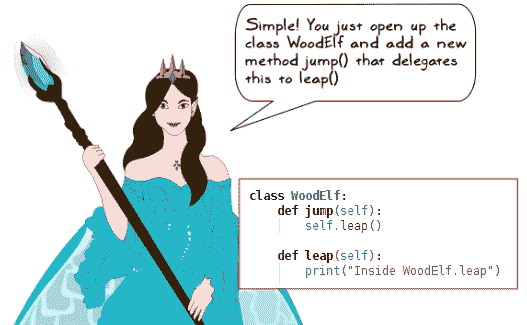 Simple! You just open up the
class WoodElf and add a new
method jump() that delegates
this to leap()
class WoodElf:
    def jump(self):
        self.leap()

    def leap(self):
        print("Inside WoodElf.leap")